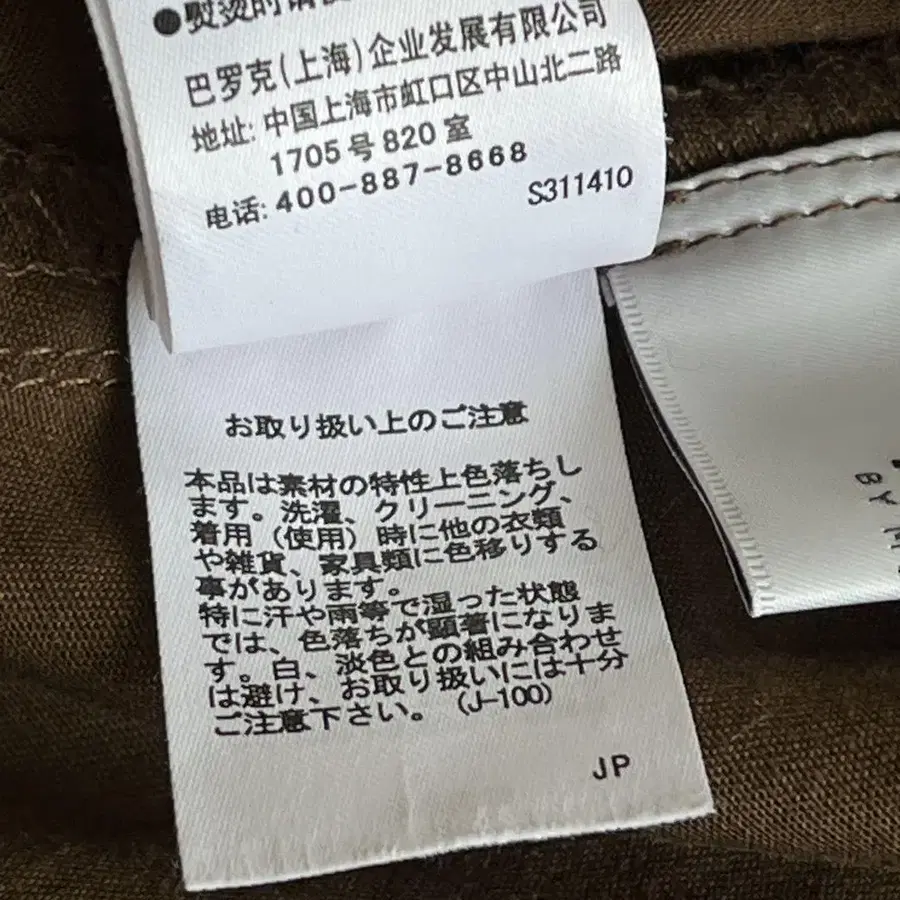 ●熨烫时请使
巴罗克(上海)企业发展有限公司
地址: 中国上海市虹口区中山北二路
1705号820室
电话: 400-887-8668
S311410
お取り扱い上のご注意
本品は素材の特性上色落ちし
ます。洗濯、クリーニング、
着用（使用）時に他の衣類
や雑貨、家具類に色移りする
事があります。
特に汗や雨等で湿った状態
では、色落ちが顕著になりま
す。白、淡色との組み合わせ
は避け、お取り扱いには十分
ご注意下さい。（J-100）
JP
BY